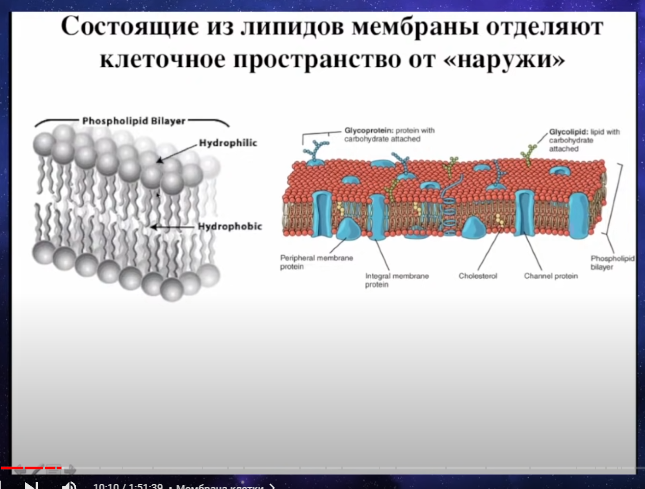 Состоящие из липидов мембраны отделяют
клеточное пространство от «наружи»
Phospholipid Bilayer
Hydrophilic
Hydrophobic
Glycoprotein: protein with
carbohydrate attached
Glycolipid: lipid with
carbohydrate
attached
Peripheral membrane
protein
Integral membrane
protein
Cholesterol
Channel protein
Phospholipid
bilayer
10:10 / 1:51:39 • Мембрана клетки